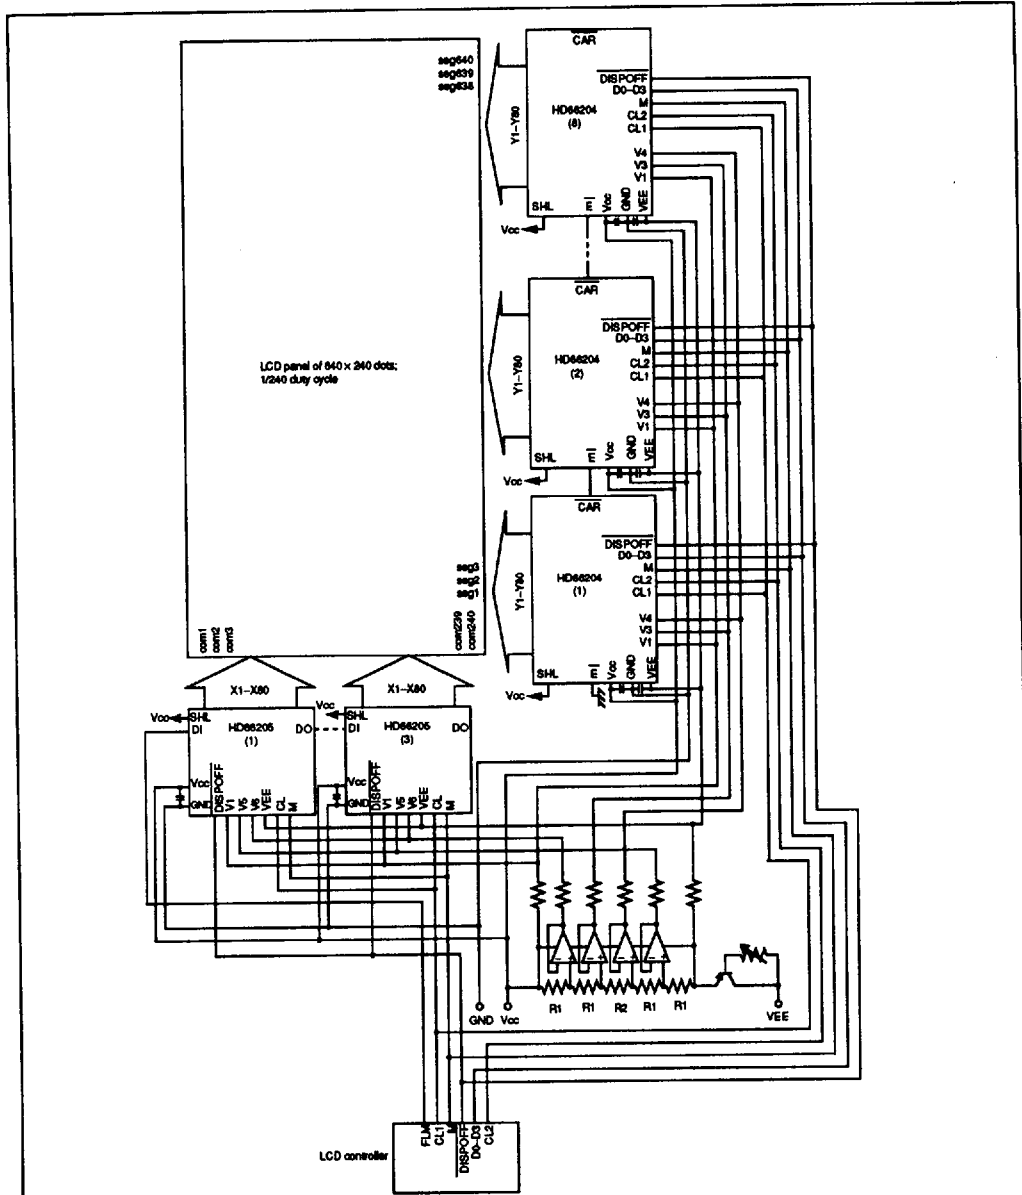 CAR
seg640
seg639
seg638
Y1–Y80
HD66204
(8)
DISPOFF
D0–D3
M
CL2
CL1
V4
V3
V1
SHL
E
Vcc
GND
VEE
Vcc
CAR
LCD panel of 640 × 240 dots;
1/240 duty cycle
Y1–Y80
HD66204
(2)
DISPOFF
D0–D3
M
CL2
CL1
V4
V3
V1
SHL
E
Vcc
GND
VEE
Vcc
CAR
seg3
seg2
seg1
Y1–Y80
HD66204
(1)
DISPOFF
D0–D3
M
CL2
CL1
V4
V3
V1
com1
com2
com3
com239
com240
SHL
E
Vcc
GND
VEE
Vcc
X1–X80
X1–X80
Vcc
SHL
DI
HD66205
(1)
DO
Vcc
SHL
DI
HD66205
(3)
DO
Vcc
GND
DISPOFF
V1
V5
V6
VEE
CL
M
Vcc
GND
DISPOFF
V1
V5
V6
VEE
CL
M
R1
R1
R2
R1
R1
GND
Vcc
VEE
LCD controller
FLM
CL1
M
DISPOFF
D0–D3
CL2